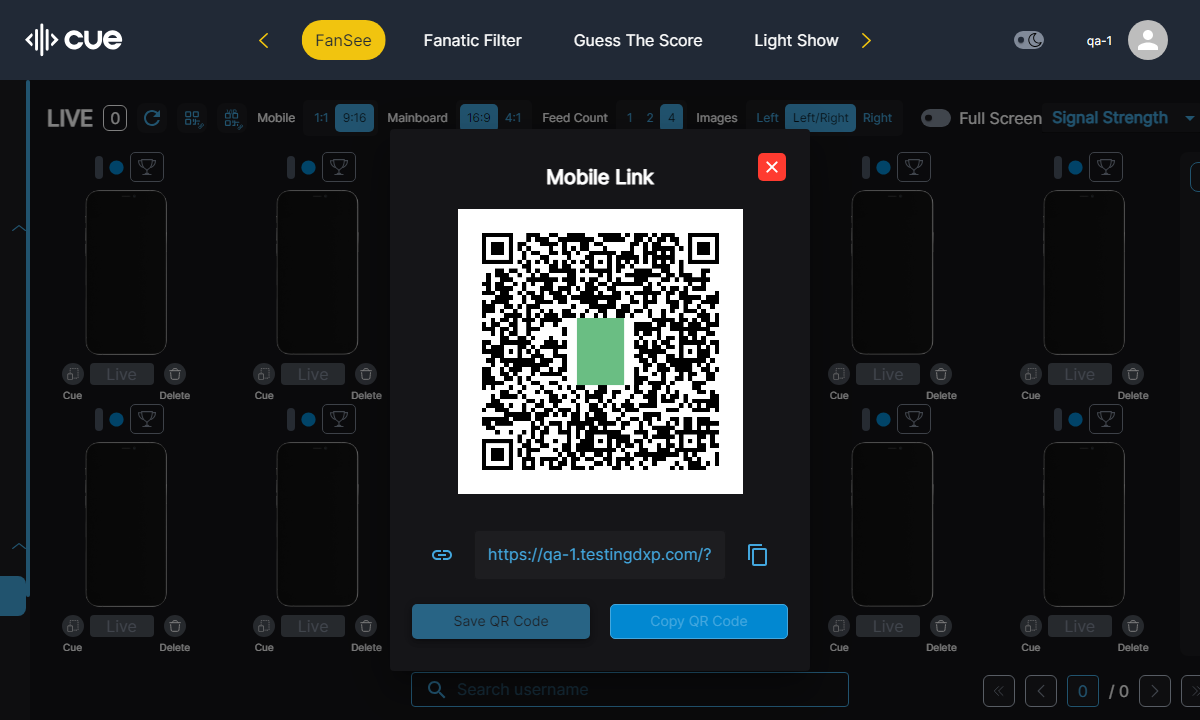 cue
FanSee
Fanatic Filter
Guess The Score
Light Show
qa-1
LIVE 0
Mobile 1:1 9:16
Mainboard 16:9 4:1
Feed Count 1 2 4
Images Left Left/Right Right
Full Screen
Signal Strength
Mobile Link
Live Live Live Live
Cue Delete Cue Delete Cue Delete Cue Delete
https://qa-1.testingdxp.com/?
Save QR Code
Copy QR Code
Live Live Live Live
Cue Delete Cue Delete Cue Delete Cue Delete
Search username
0 / 0